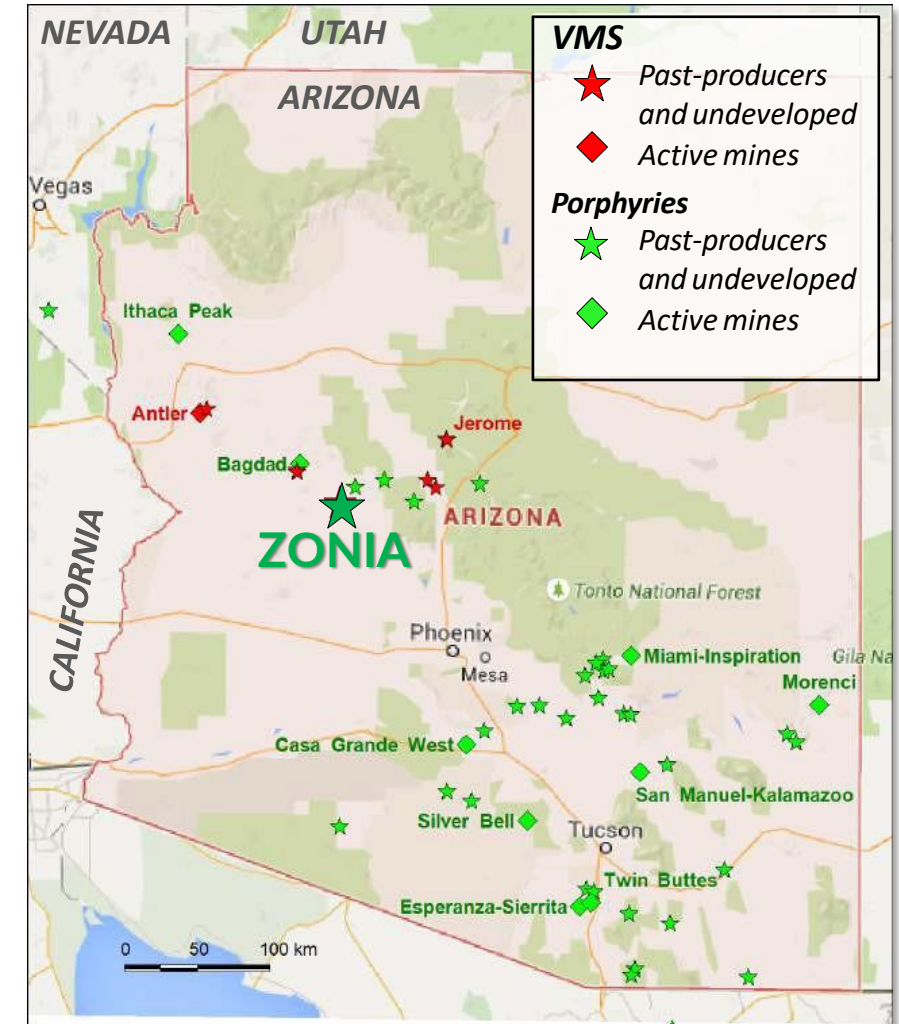 NEVADA
UTAH
ARIZONA
VMS
Past-producers
and undeveloped
Active mines
Porphyries
Past-producers
and undeveloped
Active mines
Vegas
Ithaca Peak
Antler
Jerome
Bagdad
ARIZONA
ZONIA
CALIFORNIA
Tonto National Forest
Phoenix
Mesa
Miami-Inspiration
Gila Na
Morenci
Casa Grande West
San Manuel-Kalamazoo
Silver Bell
Tucson
Twin Buttes
Esperanza-Sierrita
0 50 100 km